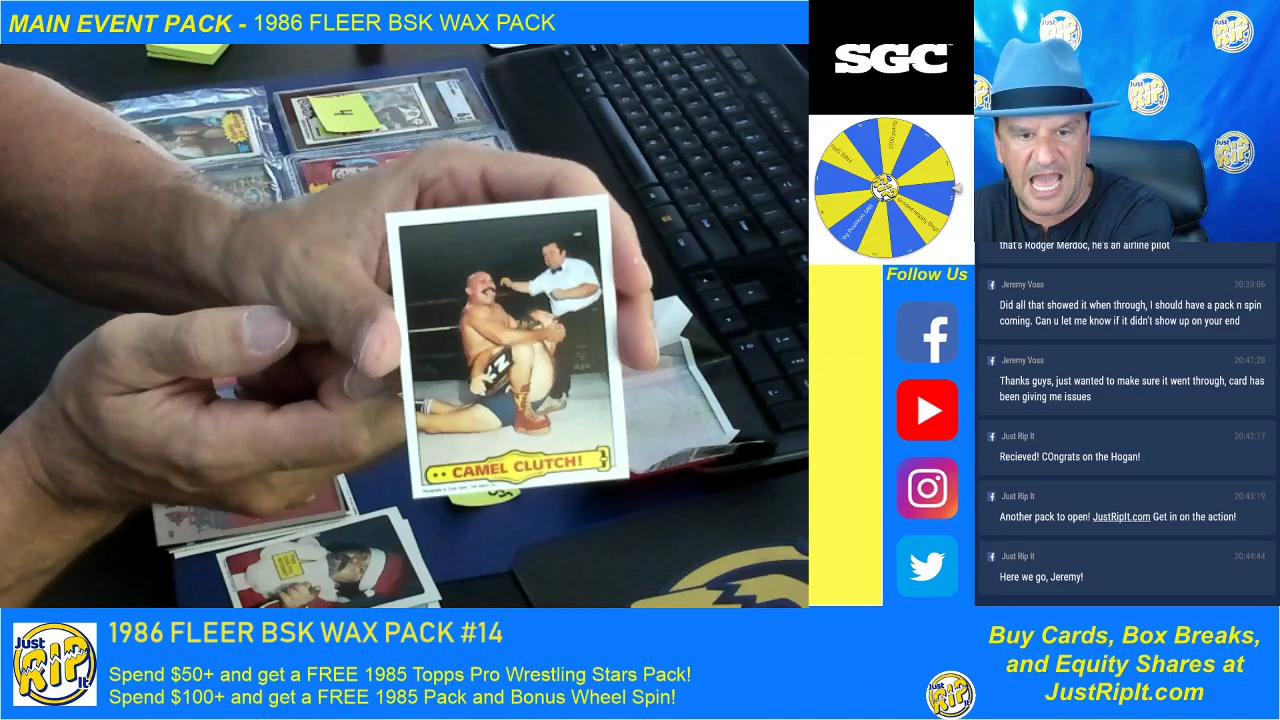 MAIN EVENT PACK - 1986 FLEER BSK WAX PACK
SGC
Follow Us
that's Rodger Merdoc, he's an airline pilot
Jeremy Voss 20:39:06
Did all that showed it when through, I should have a pack n spin
coming. Can u let me know if it didn't show up on your end
Jeremy Voss 20:41:28
Thanks guys, just wanted to make sure it went through, card has
been giving me issues
Just Rip It 20:42:17
Recieved! COngrats on the Hogan!
Just Rip It 20:43:19
Another pack to open! JustRipIt.com Get in on the action!
Just Rip It 20:44:44
Here we go, Jeremy!
CAMEL CLUTCH!
Just
RIP
It
1986 FLEER BSK WAX PACK #14
Spend $50+ and get a FREE 1985 Topps Pro Wrestling Stars Pack!
Spend $100+ and get a FREE 1985 Pack and Bonus Wheel Spin!
Just
RIP
It
Buy Cards, Box Breaks,
and Equity Shares at
JustRipIt.com